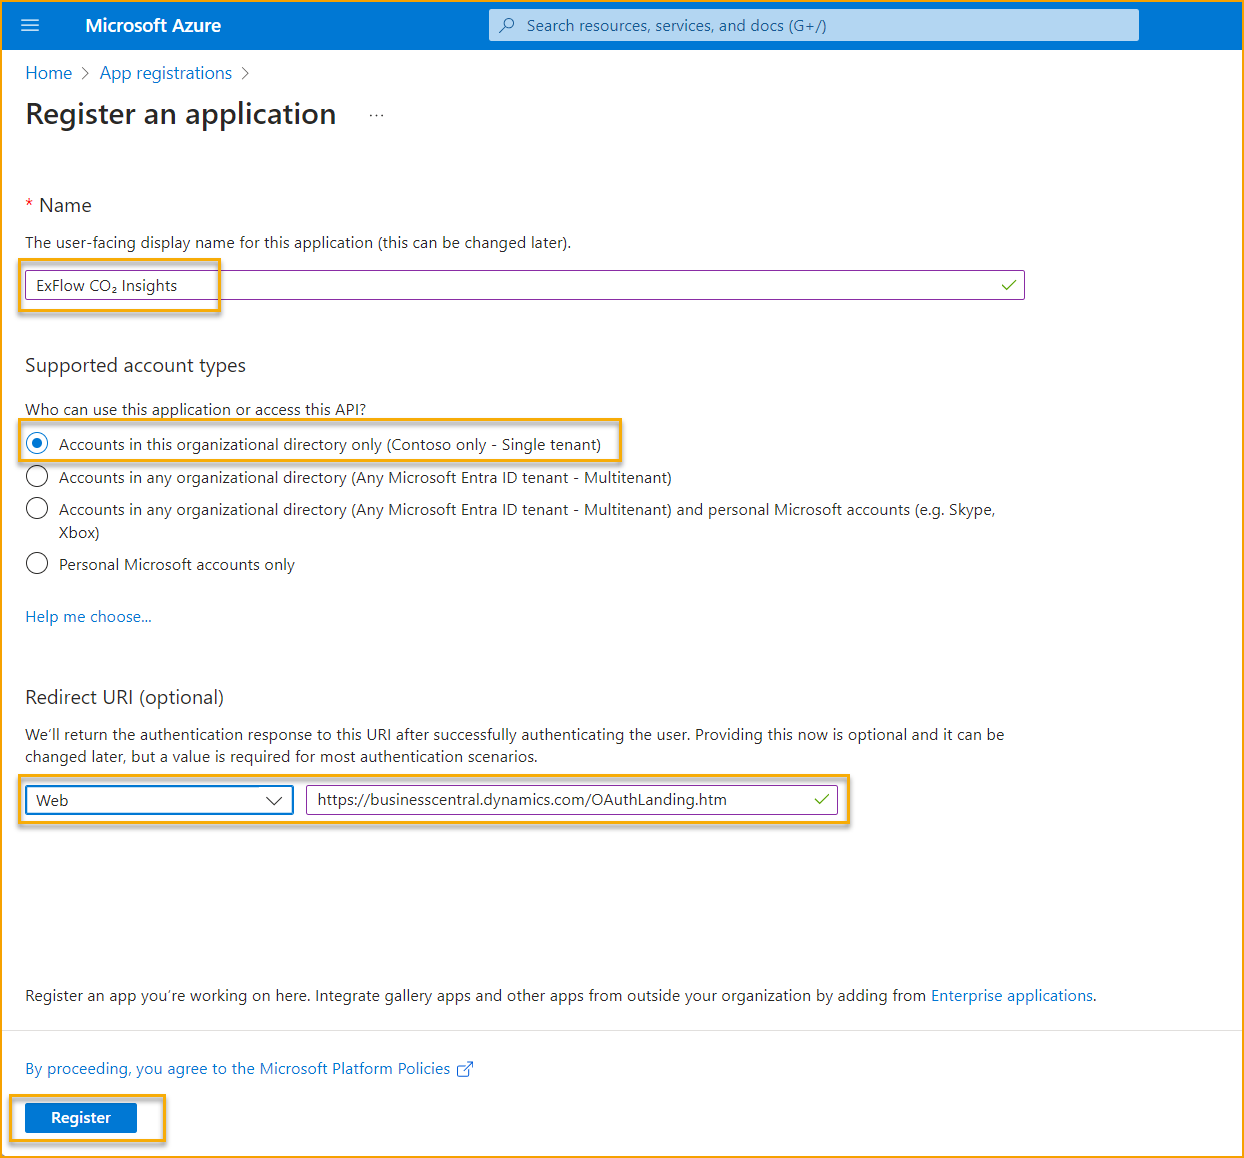 Microsoft Azure
Search resources, services, and docs (G+/)
Home > App registrations >
Register an application ...
* Name
The user-facing display name for this application (this can be changed later).
ExFlow CO₂ Insights
Supported account types
Who can use this application or access this API?
Accounts in this organizational directory only (Contoso only - Single tenant)
Accounts in any organizational directory (Any Microsoft Entra ID tenant - Multitenant)
Accounts in any organizational directory (Any Microsoft Entra ID tenant - Multitenant) and personal Microsoft accounts (e.g. Skype,
Xbox)
Personal Microsoft accounts only
Help me choose...
Redirect URI (optional)
We'll return the authentication response to this URI after successfully authenticating the user. Providing this now is optional and it can be
changed later, but a value is required for most authentication scenarios.
Web
https://businesscentral.dynamics.com/OAuthLanding.htm
Register an app you're working on here. Integrate gallery apps and other apps from outside your organization by adding from Enterprise applications.
By proceeding, you agree to the Microsoft Platform Policies
Register